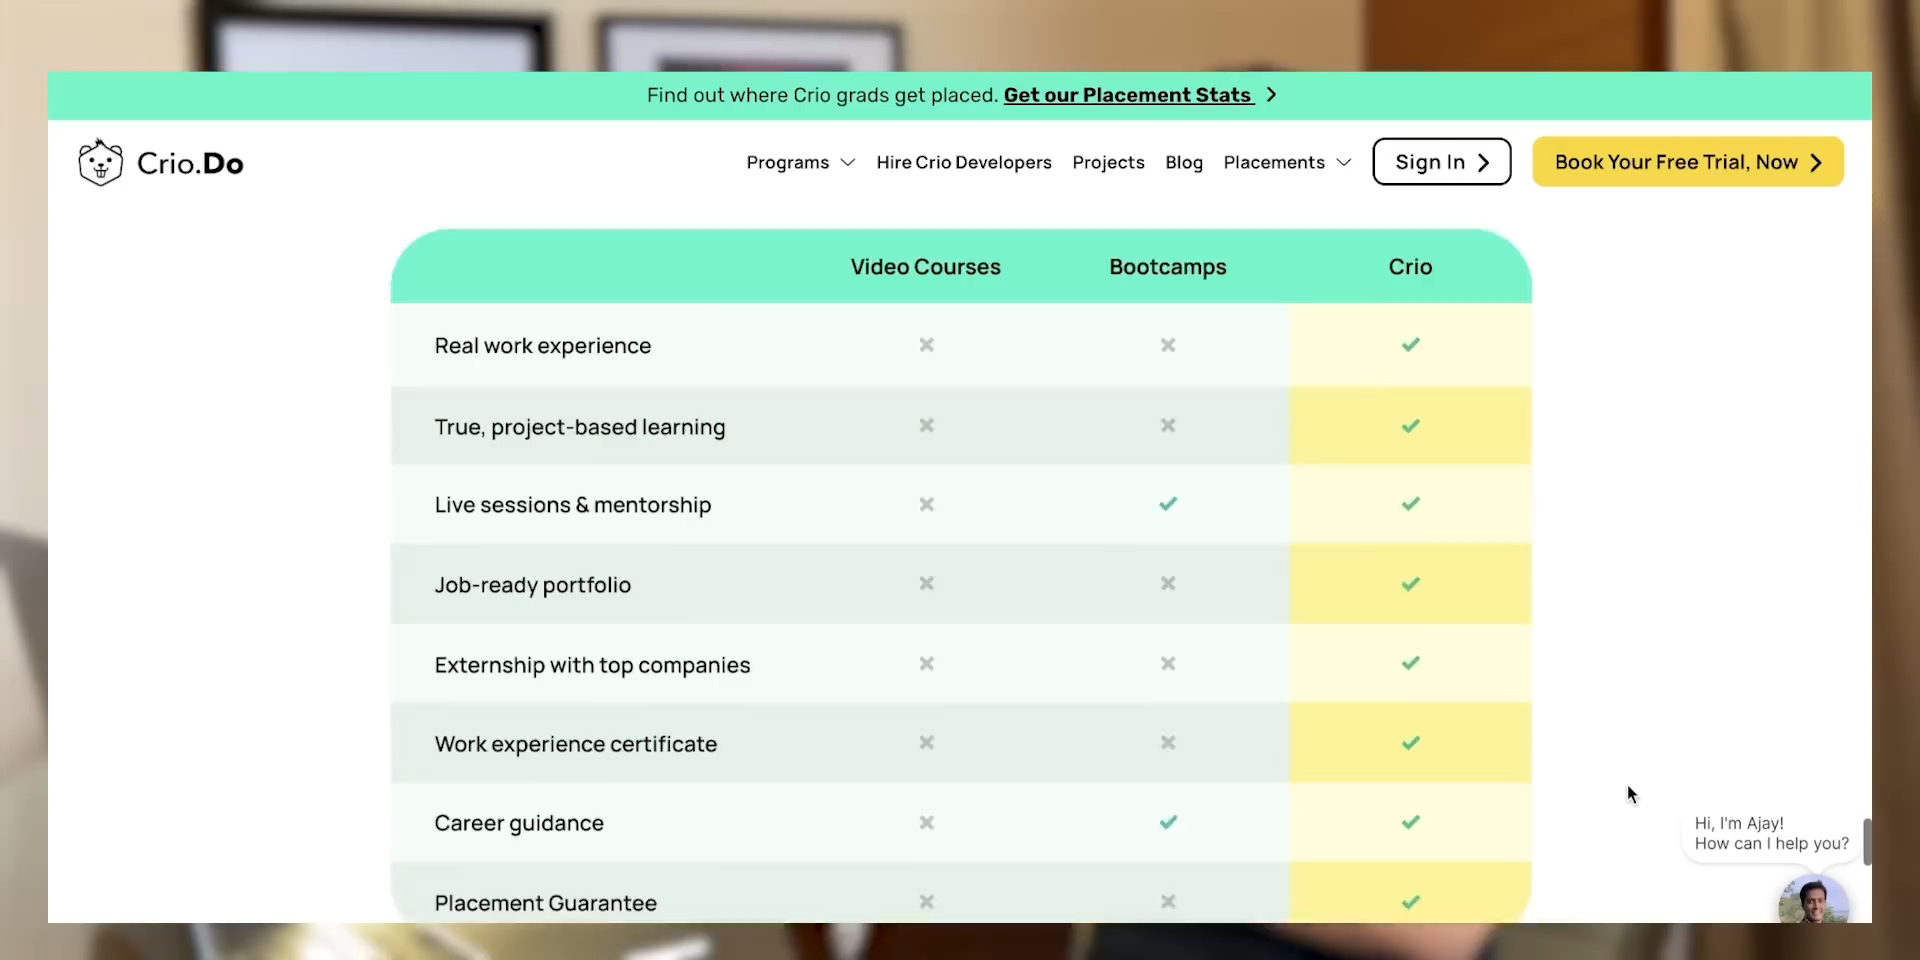 Find out where Crio grads get placed. Get our Placement Stats
Crio.Do
Programs
Hire Crio Developers
Projects
Blog
Placements
Sign In
Book Your Free Trial, Now
Video Courses
Bootcamps
Crio
Real work experience
True, project-based learning
Live sessions & mentorship
Job-ready portfolio
Externship with top companies
Work experience certificate
Career guidance
Placement Guarantee
Hi, I'm Ajay!
How can I help you?